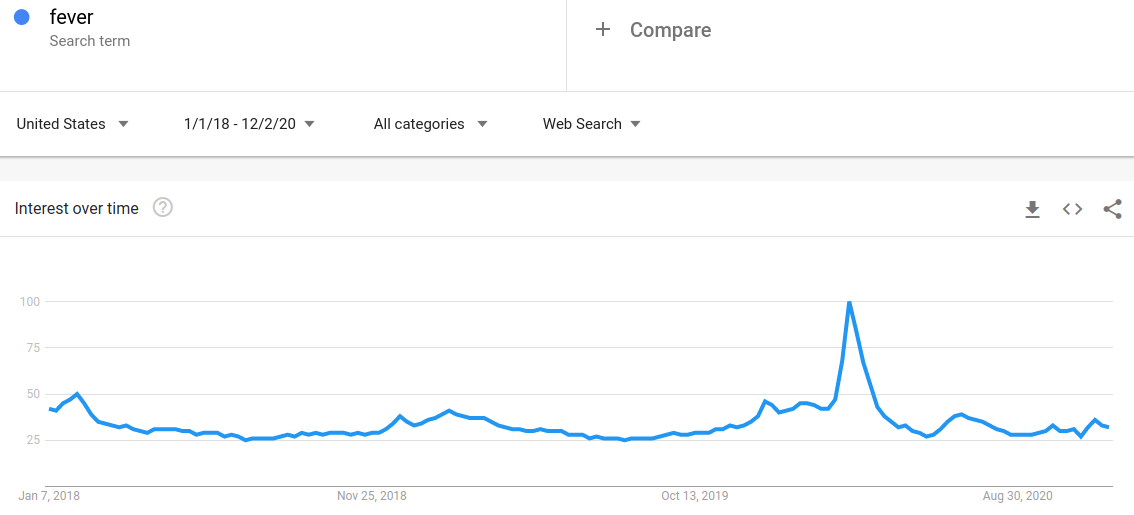 fever
Search term
+ Compare
United States 1/1/18 - 12/2/20 All categories Web Search
Interest over time ?
100
75
50
25
Jan 7, 2018 Nov 25, 2018 Oct 13, 2019 Aug 30, 2020